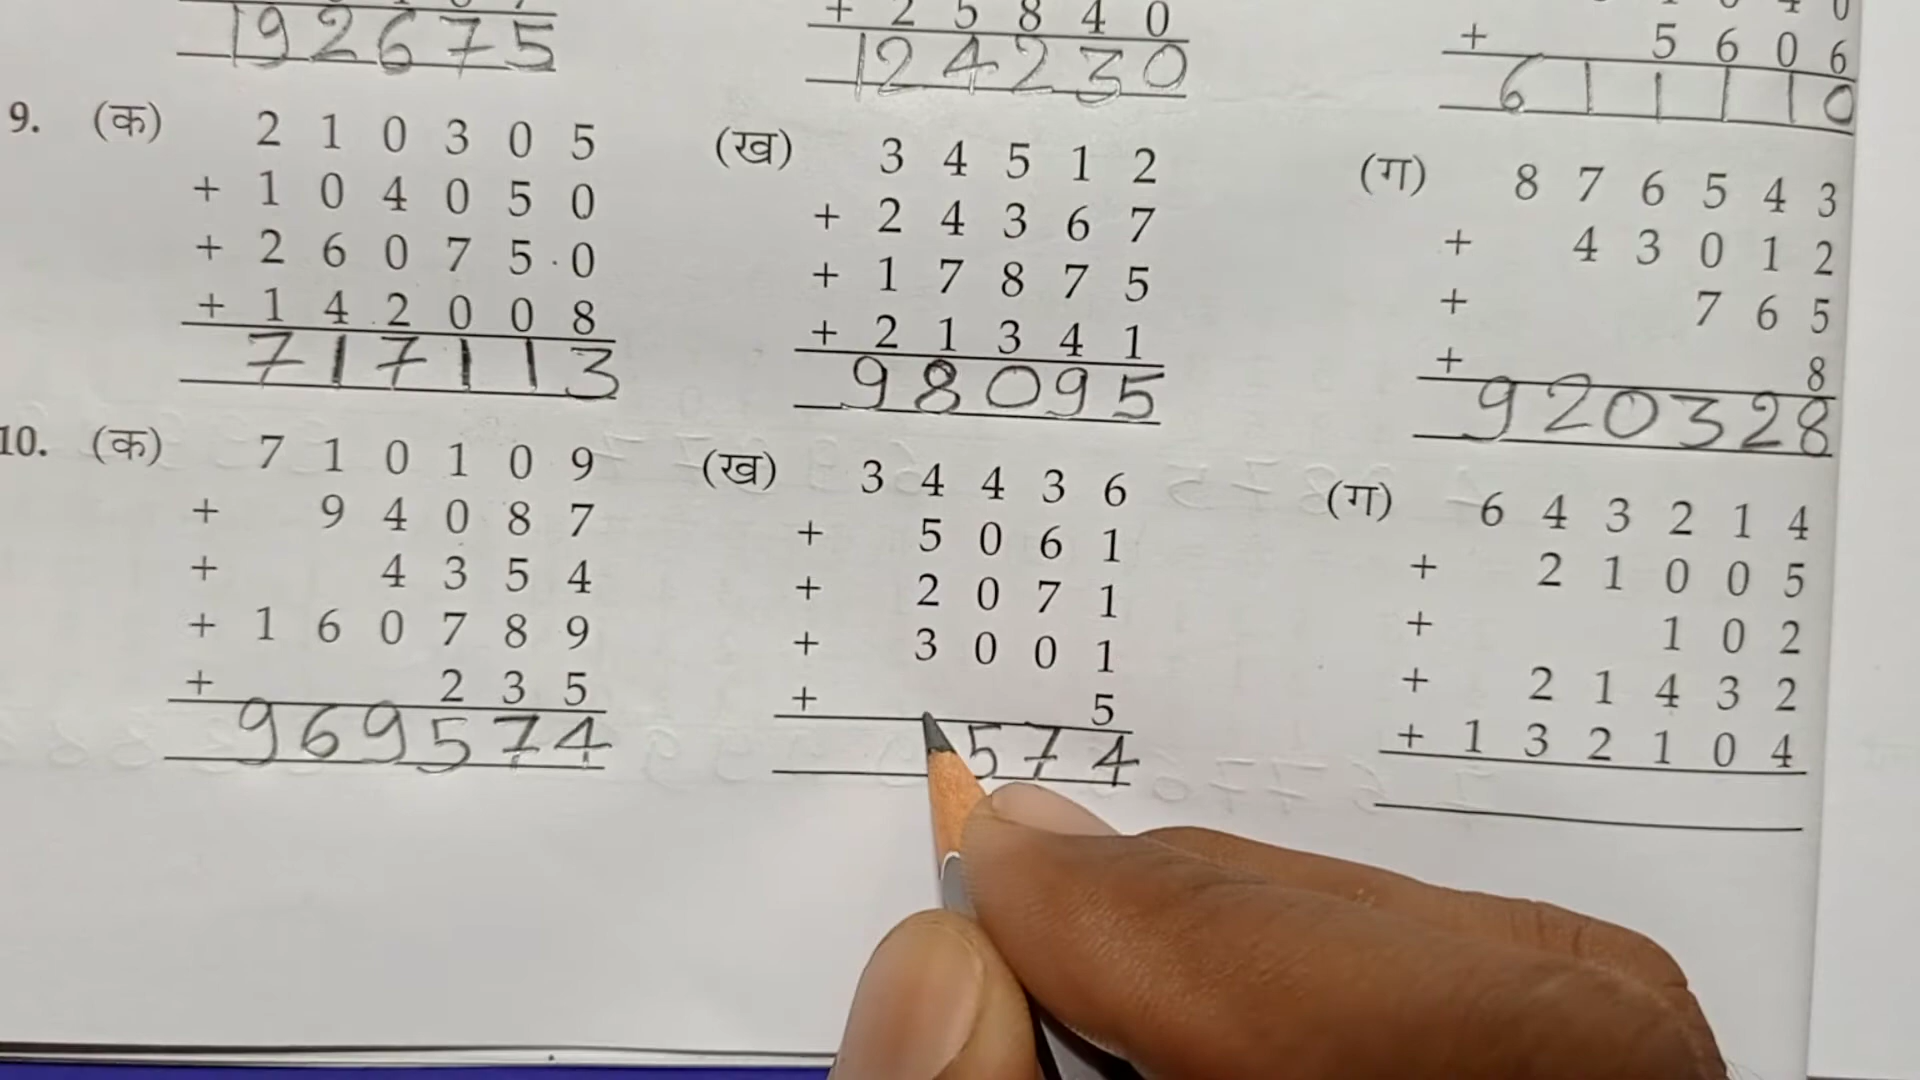 192675
+ 2 5 8 4 0
124230
+ 5 6 0 6
611110
9. (क) 2 1 0 3 0 5
+ 1 0 4 0 5 0
+ 2 6 0 7 5 0
+ 1 4 2 0 0 8
717113
(ख) 3 4 5 1 2
+ 2 4 3 6 7
+ 1 7 8 7 5
+ 2 1 3 4 1
98095
(ग) 8 7 6 5 4 3
+ 4 3 0 1 2
+ 7 6 5
+ 8
920328
10. (क) 7 1 0 1 0 9
+ 9 4 0 8 7
+ 4 3 5 4
+ 1 6 0 7 8 9
+ 2 3 5
969574
(ख) 3 4 4 3 6
+ 5 0 6 1
+ 2 0 7 1
+ 3 0 0 1
+ 5
574
(ग) 6 4 3 2 1 4
+ 2 1 0 0 5
+ 1 0 2
+ 2 1 4 3 2
+ 1 3 2 1 0 4